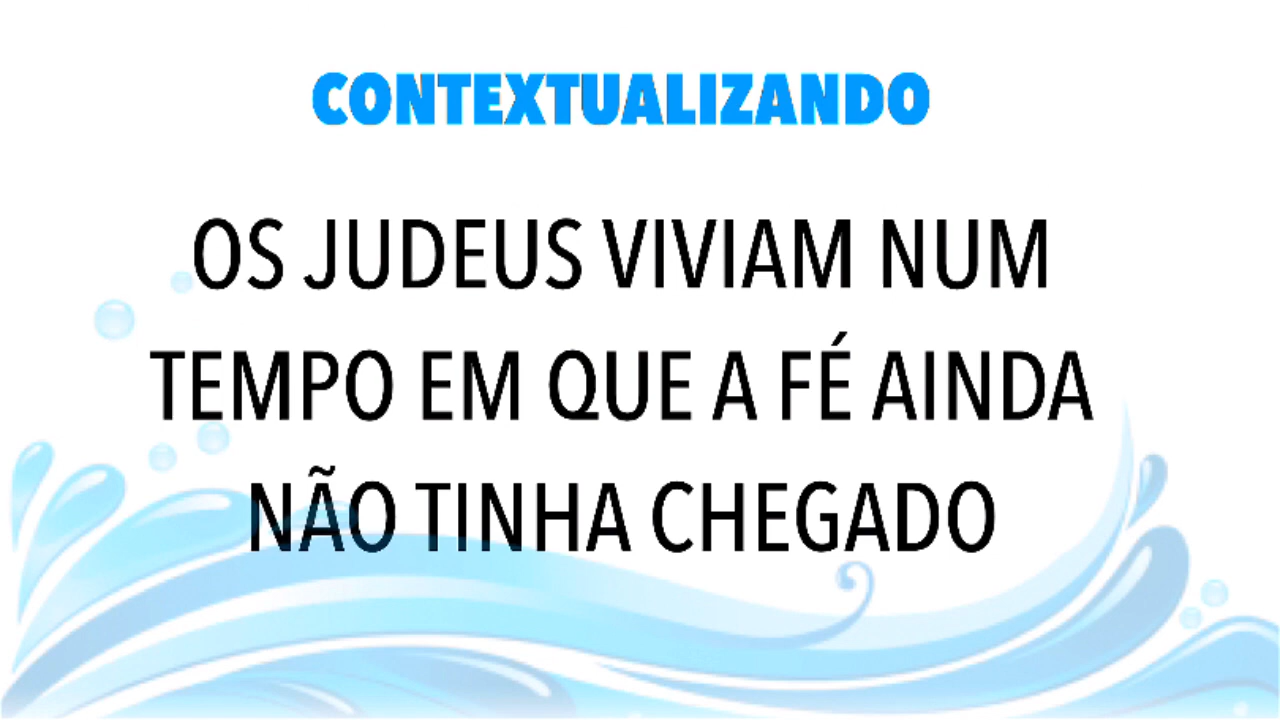 CONTEXTUALIZANDO
OS JUDEUS VIVIAM NUM
TEMPO EM QUE A FÉ AINDA
NÃO TINHA CHEGADO